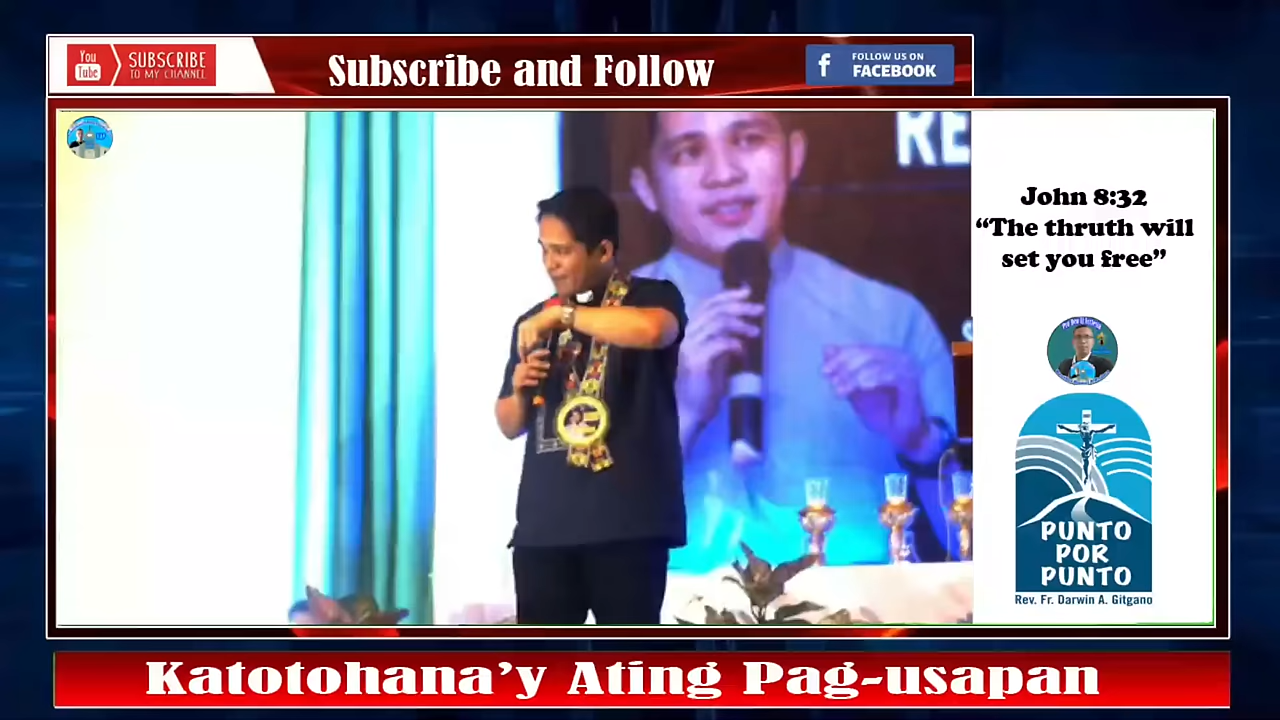 You
Tube
SUBSCRIBE
TO MY CHANNEL
Subscribe and Follow
f
FOLLOW US ON
FACEBOOK
RE
John 8:32
“The thruth will
set you free”
PUNTO
POR
PUNTO
Rev. Fr. Darwin A. Gitgano
Katotohana’y Ating Pag-usapan